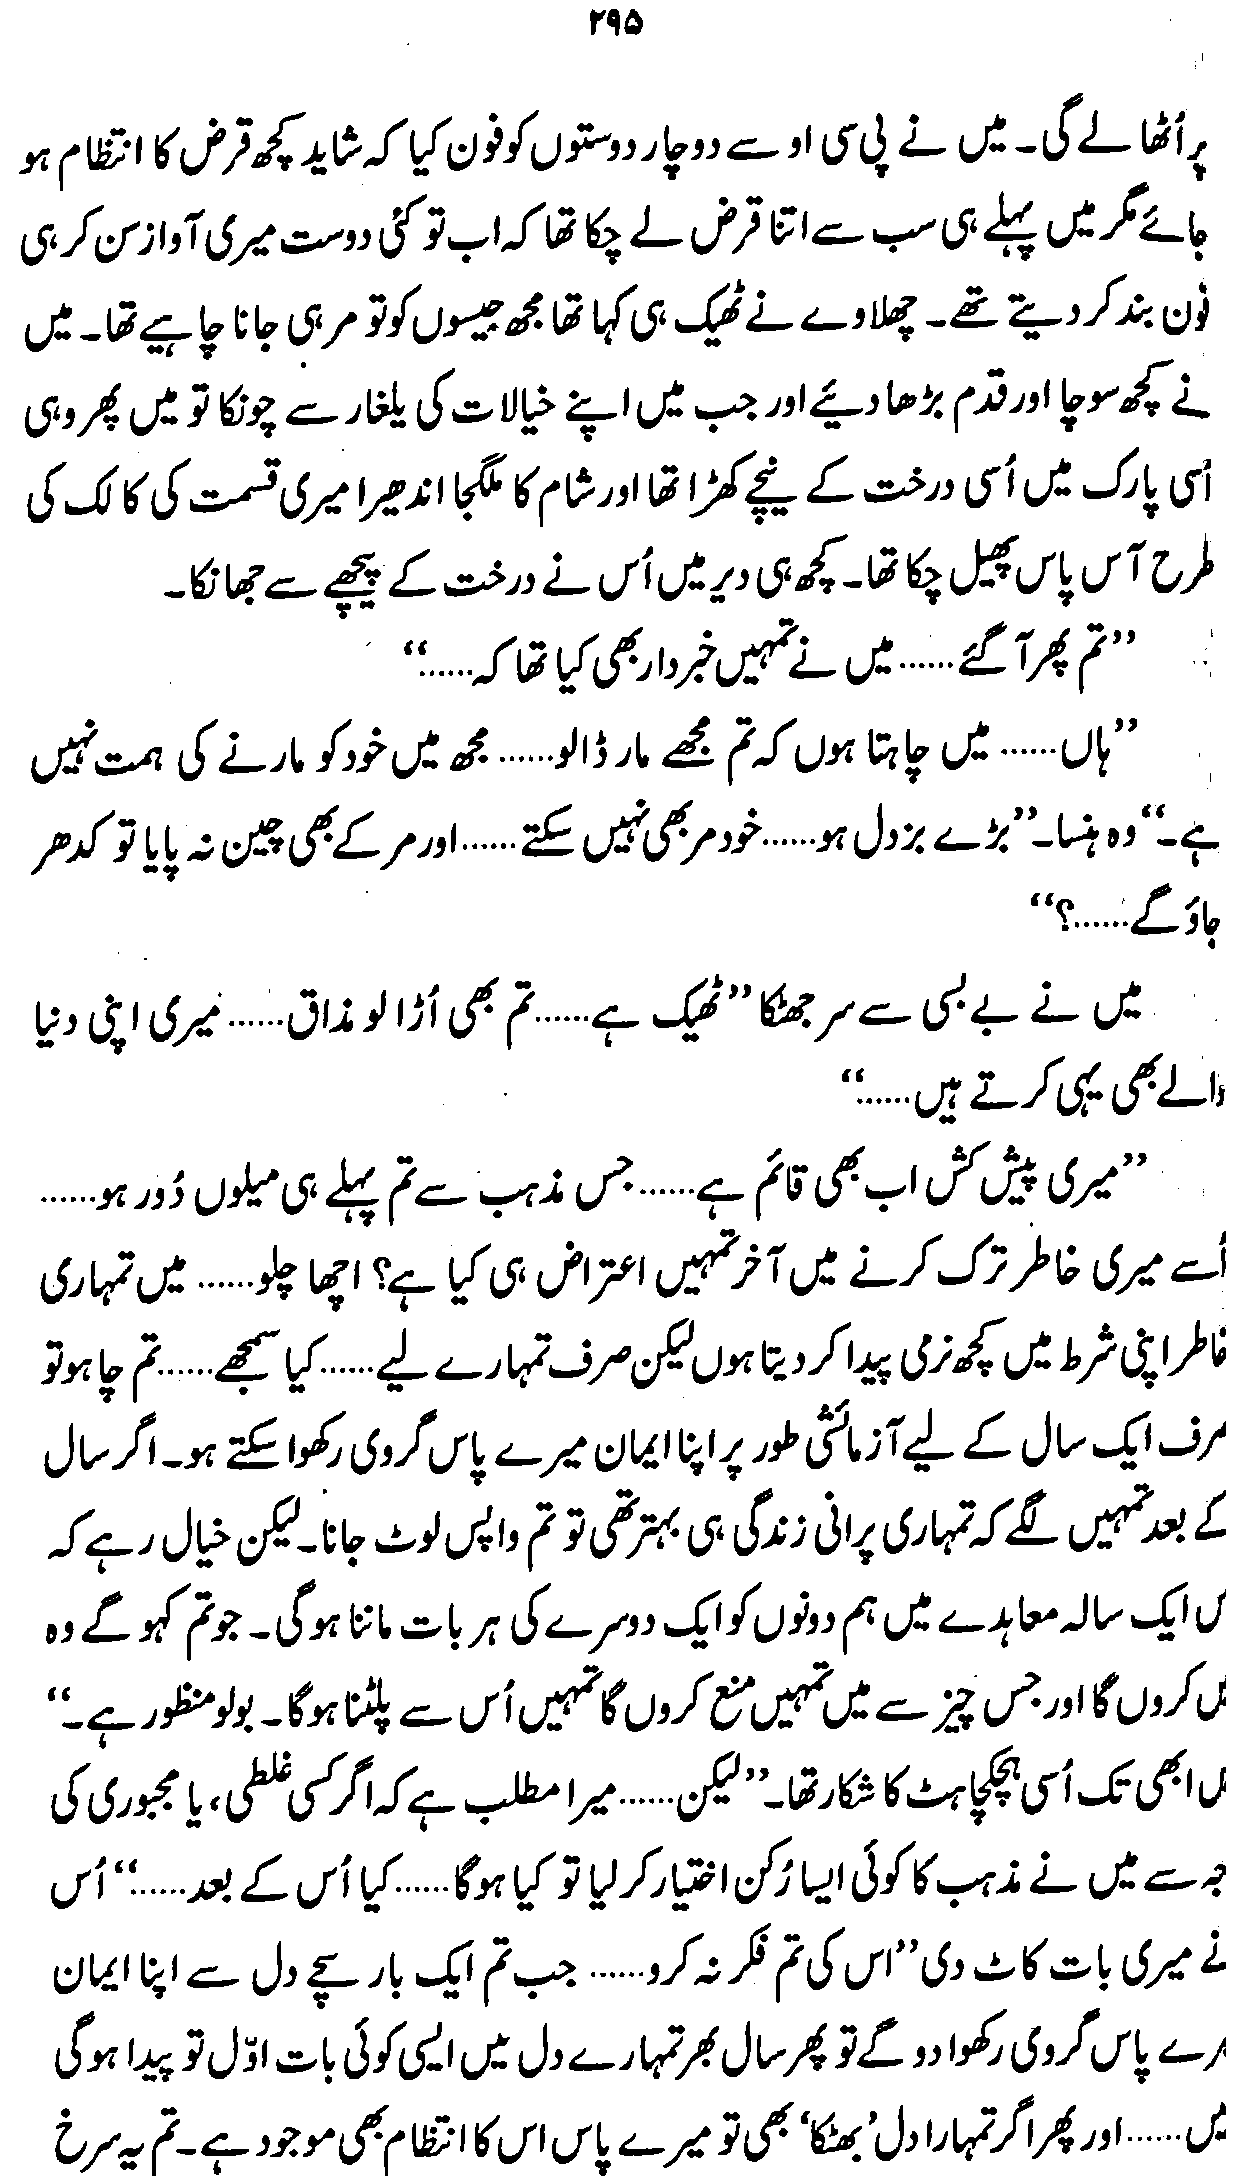 ۲۹۵
پر اُٹھا لے گی۔ میں نے پی سی او سے دو چار دوستوں کو فون کیا کہ شاید کچھ قرض کا انتظام ہو
جائے مگر میں پہلے ہی سب سے اتنا قرض لے چکا تھا کہ اب تو کئی دوست میری آواز سن کر ہی
فون بند کر دیتے تھے۔ چھلاوے نے ٹھیک ہی کہا تھا مجھ جیسوں کو تو مر ہی جانا چاہیے تھا۔ میں
نے کچھ سوچا اور قدم بڑھا دیئے اور جب میں اپنے خیالات کی یلغار سے چونکا تو میں پھر وہی
اُسی پارک میں اُسی درخت کے نیچے کھڑا تھا اور شام کا ملگجا اندھیرا میری قسمت کی کالک کی
طرح آس پاس پھیل چکا تھا۔ کچھ ہی دیر میں اُس نے درخت کے پیچھے سے جھانکا۔
”تم پھر آ گئے...... میں نے تمہیں خبردار بھی کیا تھا کہ......“
”ہاں...... میں چاہتا ہوں کہ تم مجھے مار ڈالو...... مجھ میں خود کو مارنے کی ہمت نہیں
ہے۔“ وہ ہنسا۔ ”بڑے بزدل ہو...... خود مر بھی نہیں سکتے...... اور مر کے بھی چین نہ پایا تو کدھر
جاؤ گے......؟“
میں نے بے بسی سے سر جھٹکا ”ٹھیک ہے...... تم بھی اُڑا لو مذاق...... میری اپنی دنیا
والے بھی یہی کرتے ہیں......“
”میری پیش کش اب بھی قائم ہے...... جس مذہب سے تم پہلے ہی میلوں دُور ہو......
اُسے میری خاطر ترک کرنے میں آخر تمہیں اعتراض ہی کیا ہے؟ اچھا چلو...... میں تمہاری
خاطر اپنی شرط میں کچھ نرمی پیدا کر دیتا ہوں لیکن صرف تمہارے لیے...... کیا سمجھے...... تم چاہو تو
صرف ایک سال کے لیے آزمائشی طور پر اپنا ایمان میرے پاس گروی رکھوا سکتے ہو۔ اگر سال
کے بعد تمہیں لگے کہ تمہاری پرانی زندگی ہی بہتر تھی تو تم واپس لوٹ جانا۔ لیکن خیال رہے کہ
س ایک سالہ معاہدے میں ہم دونوں کو ایک دوسرے کی ہر بات ماننا ہو گی۔ جو تم کہو گے وہ
ں کروں گا اور جس چیز سے میں تمہیں منع کروں گا تمہیں اُس سے پلٹنا ہوگا۔ بولو منظور ہے۔“
ں ابھی تک اُسی ہچکچاہٹ کا شکار تھا۔ ”لیکن...... میرا مطلب ہے کہ اگر کسی غلطی، یا مجبوری کی
جہ سے میں نے مذہب کا کوئی ایسا رُکن اختیار کر لیا تو کیا ہوگا...... کیا اُس کے بعد......“ اُس
نے میری بات کاٹ دی ”اس کی تم فکر نہ کرو...... جب تم ایک بار سچے دل سے اپنا ایمان
رے پاس گروی رکھوا دو گے تو پھر سال بھر تمہارے دل میں ایسی کوئی بات اوّل تو پیدا ہو گی
یں...... اور پھر اگر تمہارا دل ’بھٹکا‘ بھی تو میرے پاس اس کا انتظام بھی موجود ہے۔ تم یہ سرخ